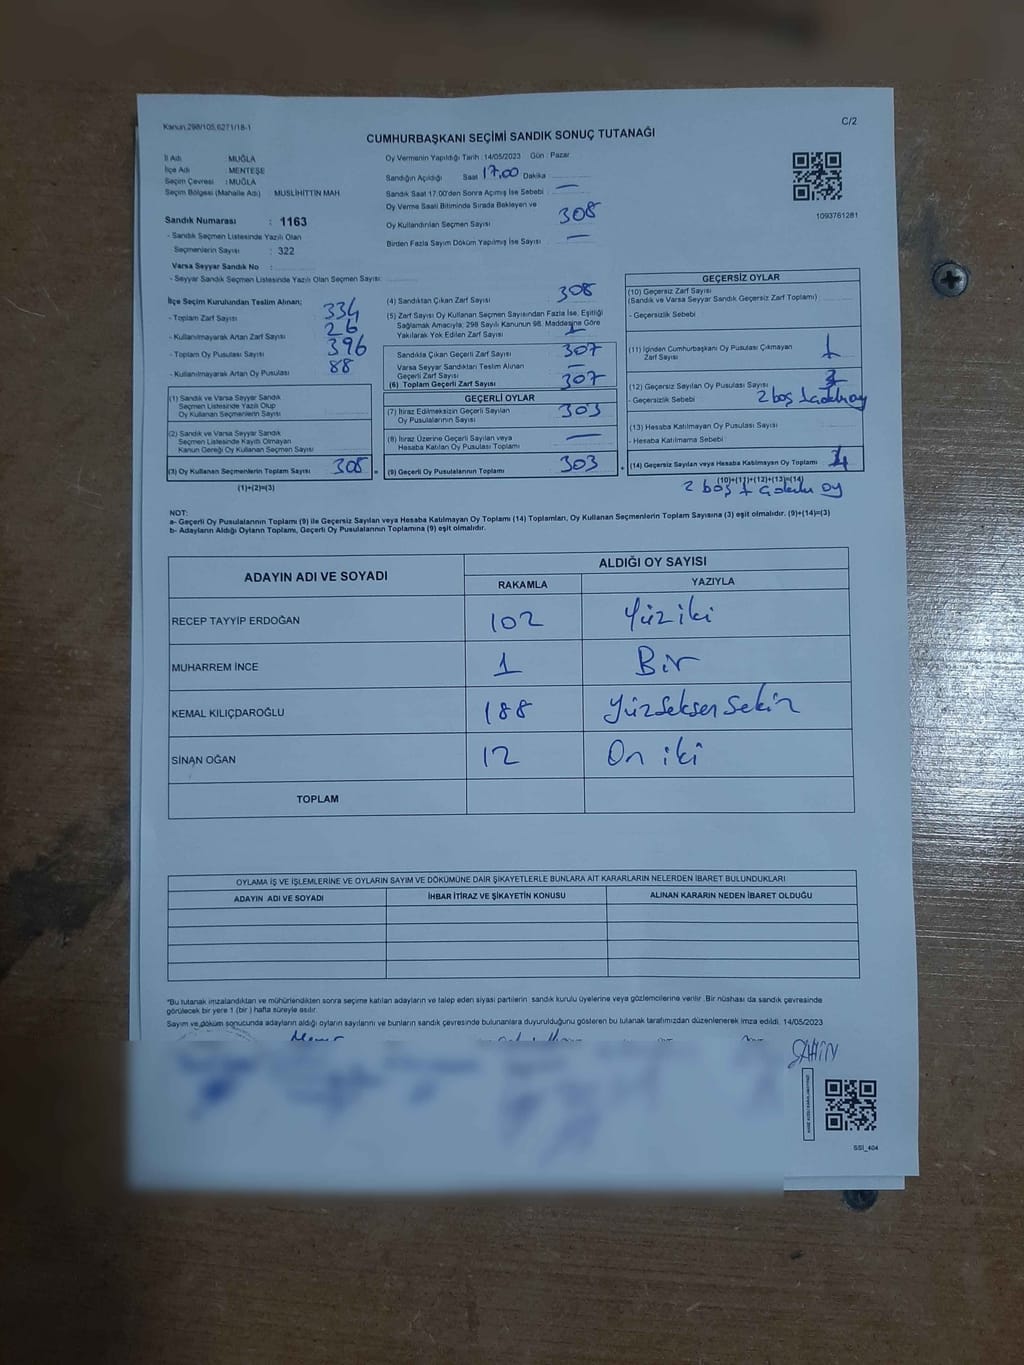 Kanun,298/105,6271/18-1
C/2
CUMHURBAŞKANI SEÇİMİ SANDIK SONUÇ TUTANAĞI
İl Adı MUĞLA
İlçe Adı MENTEŞE
Seçim Çevresi : MUĞLA
Seçim Bölgesi (Mahalle Adı) MUSLİHİTTİN MAH
Oy Vermenin Yapıldığı Tarih : 14/05/2023 Gün : Pazar
Sandığın Açıldığı Saat 17.00 Dakika
Sandık Saat 17.00'den Sonra Açılmış İse Sebebi —
Oy Verme Saati Bitiminde Sırada Bekleyen ve
Oy Kullandırılan Seçmen Sayısı 308
Birden Fazla Sayım Döküm Yapılmış İse Sayısı —
1093761281
Sandık Numarası : 1163
- Sandık Seçmen Listesinde Yazılı Olan
Seçmenlerin Sayısı : 322
Varsa Seyyar Sandık No :
- Seyyar Sandık Seçmen Listesinde Yazılı Olan Seçmen Sayısı:
İlçe Seçim Kurulundan Teslim Alınan;
- Toplam Zarf Sayısı 334
- Kullanılmayarak Artan Zarf Sayısı 26
- Toplam Oy Pusulası Sayısı 396
- Kullanılmayarak Artan Oy Pusulası 88
(1) Sandık ve Varsa Seyyar Sandık
Seçmen Listesinde Yazılı Olup
Oy Kullanan Seçmenlerin Sayısı
(2) Sandık ve Varsa Seyyar Sandık
Seçmen Listesinde Kayıtlı Olmayan
Kanun Gereği Oy Kullanan Seçmen Sayısı
(3) Oy Kullanan Seçmenlerin Toplam Sayısı 308 =
(1)+(2)=(3)
(4) Sandıktan Çıkan Zarf Sayısı 308
(5) Zarf Sayısı Oy Kullanan Seçmen Sayısından Fazla İse, Eşitliği
Sağlamak Amacıyla; 298 Sayılı Kanunun 98. Maddesine Göre
Yakılarak Yok Edilen Zarf Sayısı 1
Sandıkta Çıkan Geçerli Zarf Sayısı 307
Varsa Seyyar Sandıktan Teslim Alınan
Geçerli Zarf Sayısı —
(6) Toplam Geçerli Zarf Sayısı 307
GEÇERLİ OYLAR
(7) İtiraz Edilmeksizin Geçerli Sayılan
Oy Pusulalarının Sayısı 303
(8) İtiraz Üzerine Geçerli Sayılan veya
Hesaba Katılan Oy Pusulası Toplamı —
(9) Geçerli Oy Pusulalarının Toplamı 303 +
GEÇERSİZ OYLAR
(10) Geçersiz Zarf Sayısı
(Sandık ve Varsa Seyyar Sandık Geçersiz Zarf Toplamı)
- Geçersizlik Sebebi
(11) İçinden Cumhurbaşkanı Oy Pusulası Çıkmayan
Zarf Sayısı 1
(12) Geçersiz Sayılan Oy Pusulası Sayısı
- Geçersizlik Sebebi 2 boş 1 oy
(13) Hesaba Katılmayan Oy Pusulası Sayısı
- Hesaba Katılmama Sebebi
(14) Geçersiz Sayılan veya Hesaba Katılmayan Oy Toplamı
(10)+(11)+(12)+(13)=(14)
2 boş 1 oy
NOT:
a- Geçerli Oy Pusulalarının Toplamı (9) ile Geçersiz Sayılan veya Hesaba Katılmayan Oy Toplamı (14) Toplamları, Oy Kullanan Seçmenlerin Toplam Sayısına (3) eşit olmalıdır. (9)+(14)=(3)
b- Adayların Aldığı Oyların Toplamı, Geçerli Oy Pusulalarının Toplamına (9) eşit olmalıdır.
ADAYIN ADI VE SOYADI ALDIĞI OY SAYISI
RAKAMLA YAZIYLA
RECEP TAYYİP ERDOĞAN 102 Yüz iki
MUHARREM İNCE 1 Bir
KEMAL KILIÇDAROĞLU 188 Yüzseksen sekiz
SİNAN OĞAN 12 On iki
TOPLAM
OYLAMA İŞ VE İŞLEMLERİNE VE OYLARIN SAYIM VE DÖKÜMÜNE DAİR ŞİKAYETLERLE BUNLARA AİT KARARLARIN NELERDEN İBARET BULUNDUKLARI
ADAYIN ADI VE SOYADI İHBAR İTİRAZ VE ŞİKAYETİN KONUSU ALINAN KARARIN NEDEN İBARET OLDUĞU
*Bu tutanak imzalandıktan ve mühürlendikten sonra seçime katılan adayların ve talep eden siyasi partilerin sandık kurulu üyelerine veya gözlemcilerine verilir .Bir nüshası da sandık çevresinde
görülecek bir yere 1 (bir) hafta süreyle asılır.
Sayım ve döküm sonucunda adayların aldığı oyların sayılarını ve bunların sandık çevresinde bulunanlara duyurulduğunu gösteren bu tutanak tarafımızdan düzenlenerek imza edildi. 14/05/2023
ŞAHİN
SSİ_404